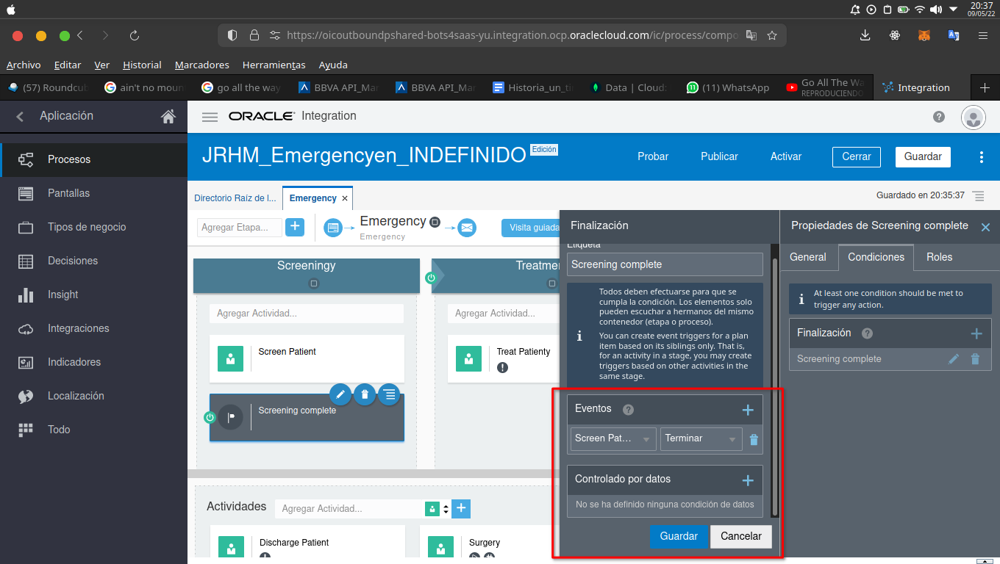 20:37
09/05/22
https://oicoutboundpshared-bots4saas-yu.integration.ocp.oraclecloud.com/ic/process/compo
Archivo Editar Ver Historial Marcadores Herramientas Ayuda
(57) Roundcub
ain't no moun
go all the way
BBVA API_Mar
BBVA API_Mar
Historia_un_ti
Data | Cloud:
(11) WhatsApp
Go All The Wa
REPRODUCIENDO
Integration
Aplicación
ORACLE Integration
Procesos
Pantallas
Tipos de negocio
Decisiones
Insight
Integraciones
Indicadores
Localización
Todo
JRHM_Emergencyen_INDEFINIDO Edición
Probar Publicar Activar Cerrar Guardar
Directorio Raíz de l... Emergency
Guardado en 20:35:37
Agregar Etapa...
Emergency
Emergency
Visita guiada
Screeningy
Agregar Actividad...
Screen Patient
Screening complete
Treatmen
Agregar Actividad...
Treat Patienty
Actividades Agregar Actividad...
Discharge Patient
Surgery
Finalización
Etiqueta
Screening complete
Todos deben efectuarse para que se
cumpla la condición. Los elementos solo
pueden escuchar a hermanos del mismo
contenedor (etapa o proceso).
You can create event triggers for a plan
item based on its siblings only. That is,
for an activity in a stage, you may create
triggers based on other activities in the
same stage.
Eventos
Screen Pat... Terminar
Controlado por datos
No se ha definido ninguna condición de datos
Guardar Cancelar
Propiedades de Screening complete
General Condiciones Roles
At least one condition should be met to
trigger any action.
Finalización
Screening complete